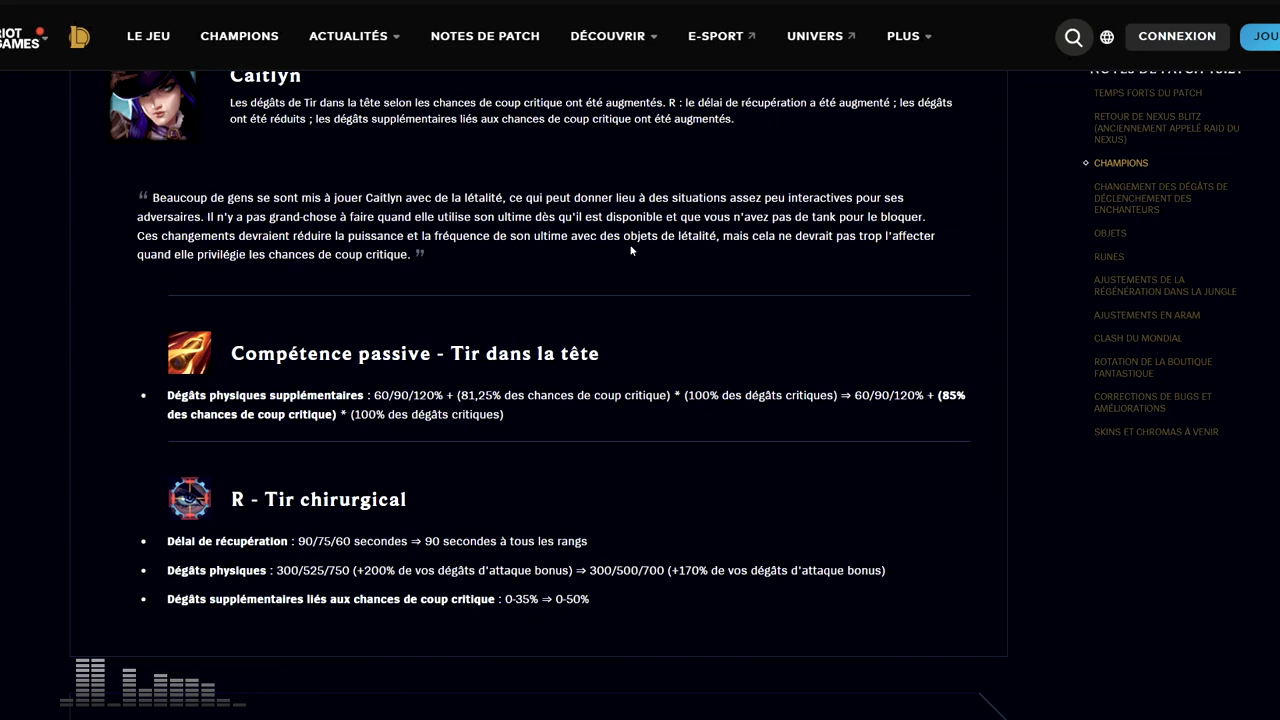 RIOT GAMES
LE JEU
CHAMPIONS
ACTUALITÉS
NOTES DE PATCH
DÉCOUVRIR
E-SPORT
UNIVERS
PLUS
CONNEXION
JOU
Caitlyn
Les dégâts de Tir dans la tête selon les chances de coup critique ont été augmentés. R : le délai de récupération a été augmenté ; les dégâts
ont été réduits ; les dégâts supplémentaires liés aux chances de coup critique ont été augmentés.
“ Beaucoup de gens se sont mis à jouer Caitlyn avec de la létalité, ce qui peut donner lieu à des situations assez peu interactives pour ses
adversaires. Il n'y a pas grand-chose à faire quand elle utilise son ultime dès qu'il est disponible et que vous n'avez pas de tank pour le bloquer.
Ces changements devraient réduire la puissance et la fréquence de son ultime avec des objets de létalité, mais cela ne devrait pas trop l'affecter
quand elle privilégie les chances de coup critique. ”
Compétence passive - Tir dans la tête
• Dégâts physiques supplémentaires : 60/90/120% + (81,25% des chances de coup critique) * (100% des dégâts critiques) ⇒ 60/90/120% + (85%
des chances de coup critique) * (100% des dégâts critiques)
R - Tir chirurgical
• Délai de récupération : 90/75/60 secondes ⇒ 90 secondes à tous les rangs
• Dégâts physiques : 300/525/750 (+200% de vos dégâts d'attaque bonus) ⇒ 300/500/700 (+170% de vos dégâts d'attaque bonus)
• Dégâts supplémentaires liés aux chances de coup critique : 0-35% ⇒ 0-50%
NOTES DE PATCH
TEMPS FORTS DU PATCH
RETOUR DE NEXUS BLITZ
(ANCIENNEMENT APPELÉ RAID DU
NEXUS)
CHAMPIONS
CHANGEMENT DES DÉGÂTS DE
DÉCLENCHEMENT DES
ENCHANTEURS
OBJETS
RUNES
AJUSTEMENTS DE LA
RÉGÉNÉRATION DANS LA JUNGLE
AJUSTEMENTS EN ARAM
CLASH DU MONDIAL
ROTATION DE LA BOUTIQUE
FANTASTIQUE
CORRECTIONS DE BUGS ET
AMÉLIORATIONS
SKINS ET CHROMAS À VENIR